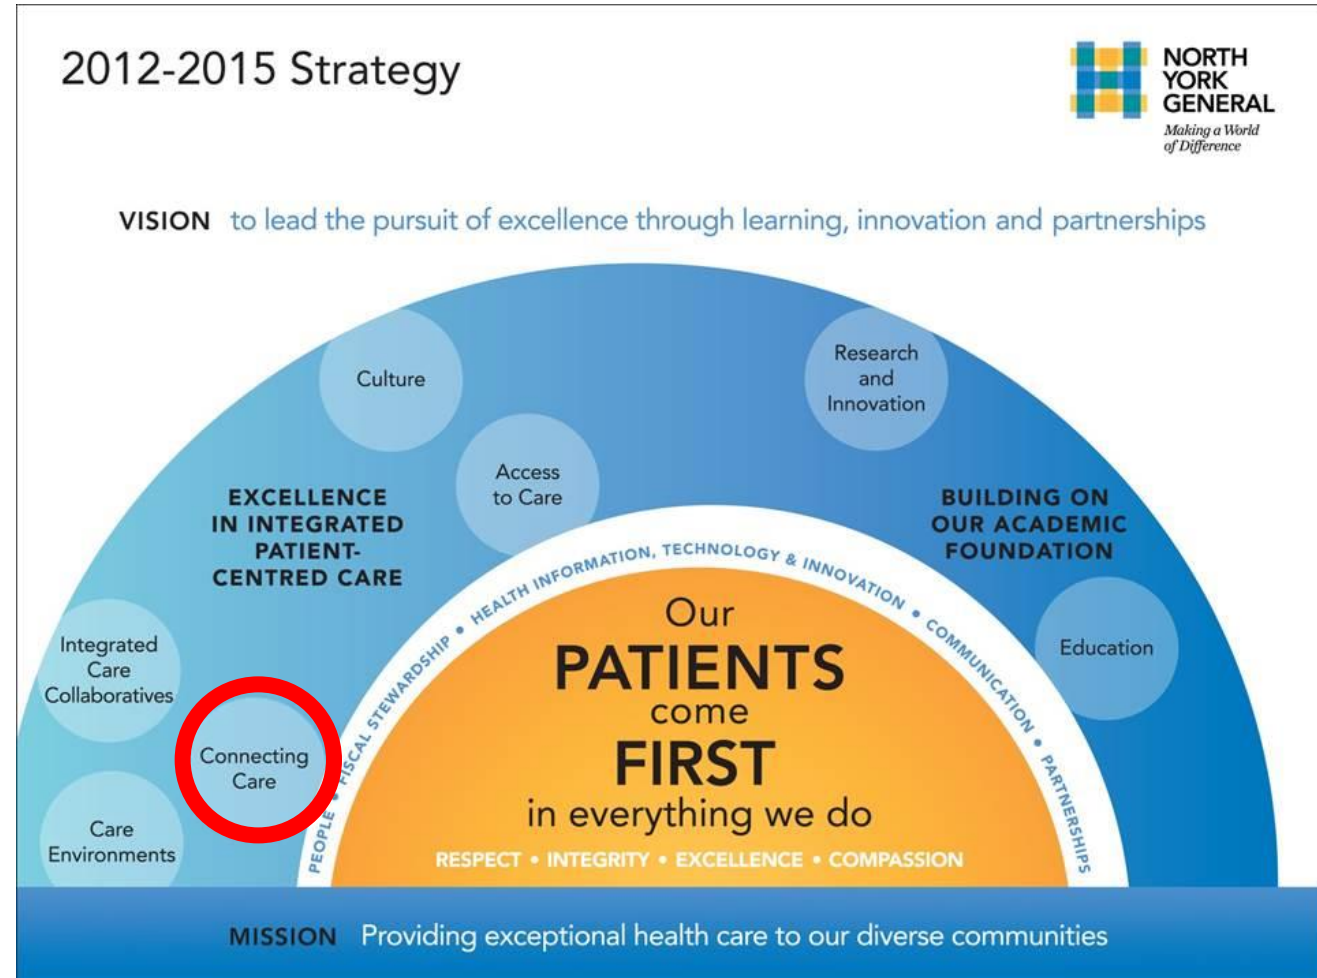 2012-2015 Strategy
NORTH
YORK
GENERAL
Making a World
of Difference
VISION to lead the pursuit of excellence through learning, innovation and partnerships
Culture
Research
and
Innovation
Access
to Care
EXCELLENCE
IN INTEGRATED
PATIENT-
CENTRED CARE
BUILDING ON
OUR ACADEMIC
FOUNDATION
PEOPLE • FISCAL STEWARDSHIP • HEALTH INFORMATION, TECHNOLOGY & INNOVATION • COMMUNICATION • PARTNERSHIPS
Integrated
Care
Collaboratives
Education
Connecting
Care
Care
Environments
Our
PATIENTS
come
FIRST
in everything we do
RESPECT • INTEGRITY • EXCELLENCE • COMPASSION
MISSION Providing exceptional health care to our diverse communities